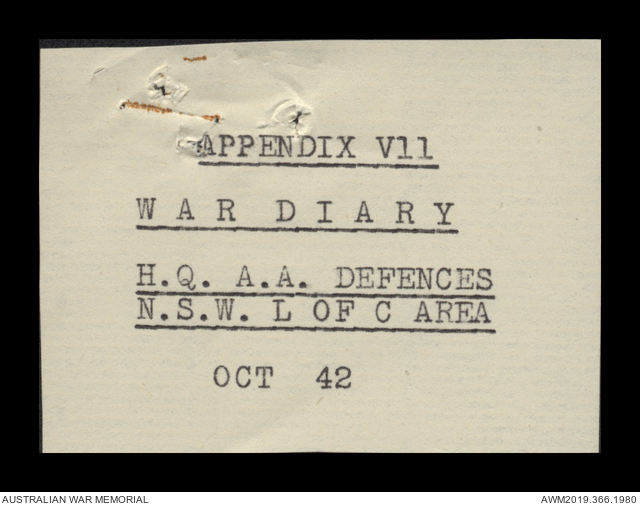 APPENDIX V11
WAR DIARY
H.Q. A.A. DEFENCES
N.S.W. L OF C AREA
OCT 42
AUSTRALIAN WAR MEMORIAL
AWM2019.366.1980